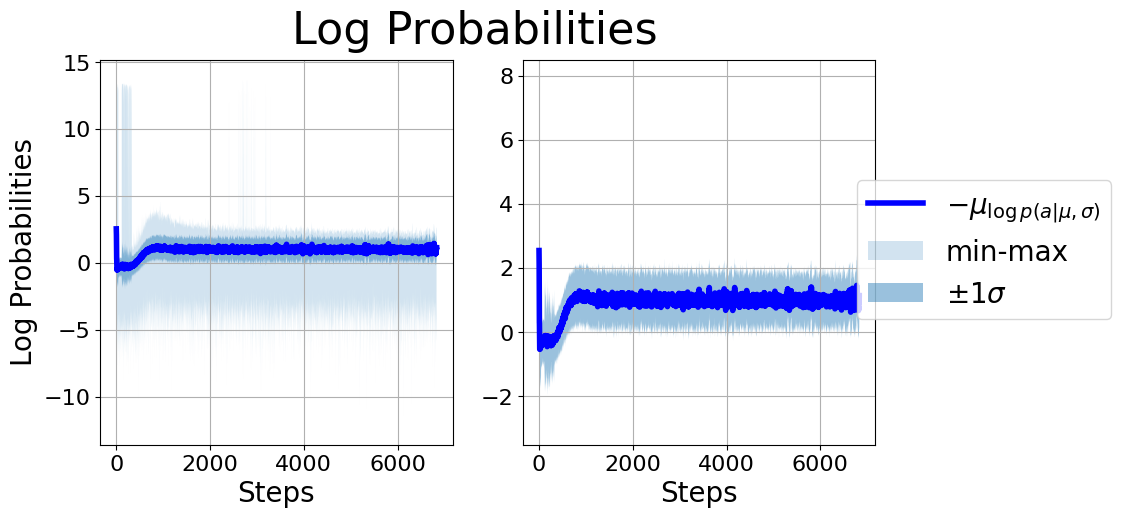 Log Probabilities
Log Probabilities
15
10
5
0
−5
−10
0 2000 4000 6000
Steps
8
6
4
2
0
−2
0 2000 4000 6000
Steps
−μ_{log p(a|μ, σ)}
min-max
±1σ